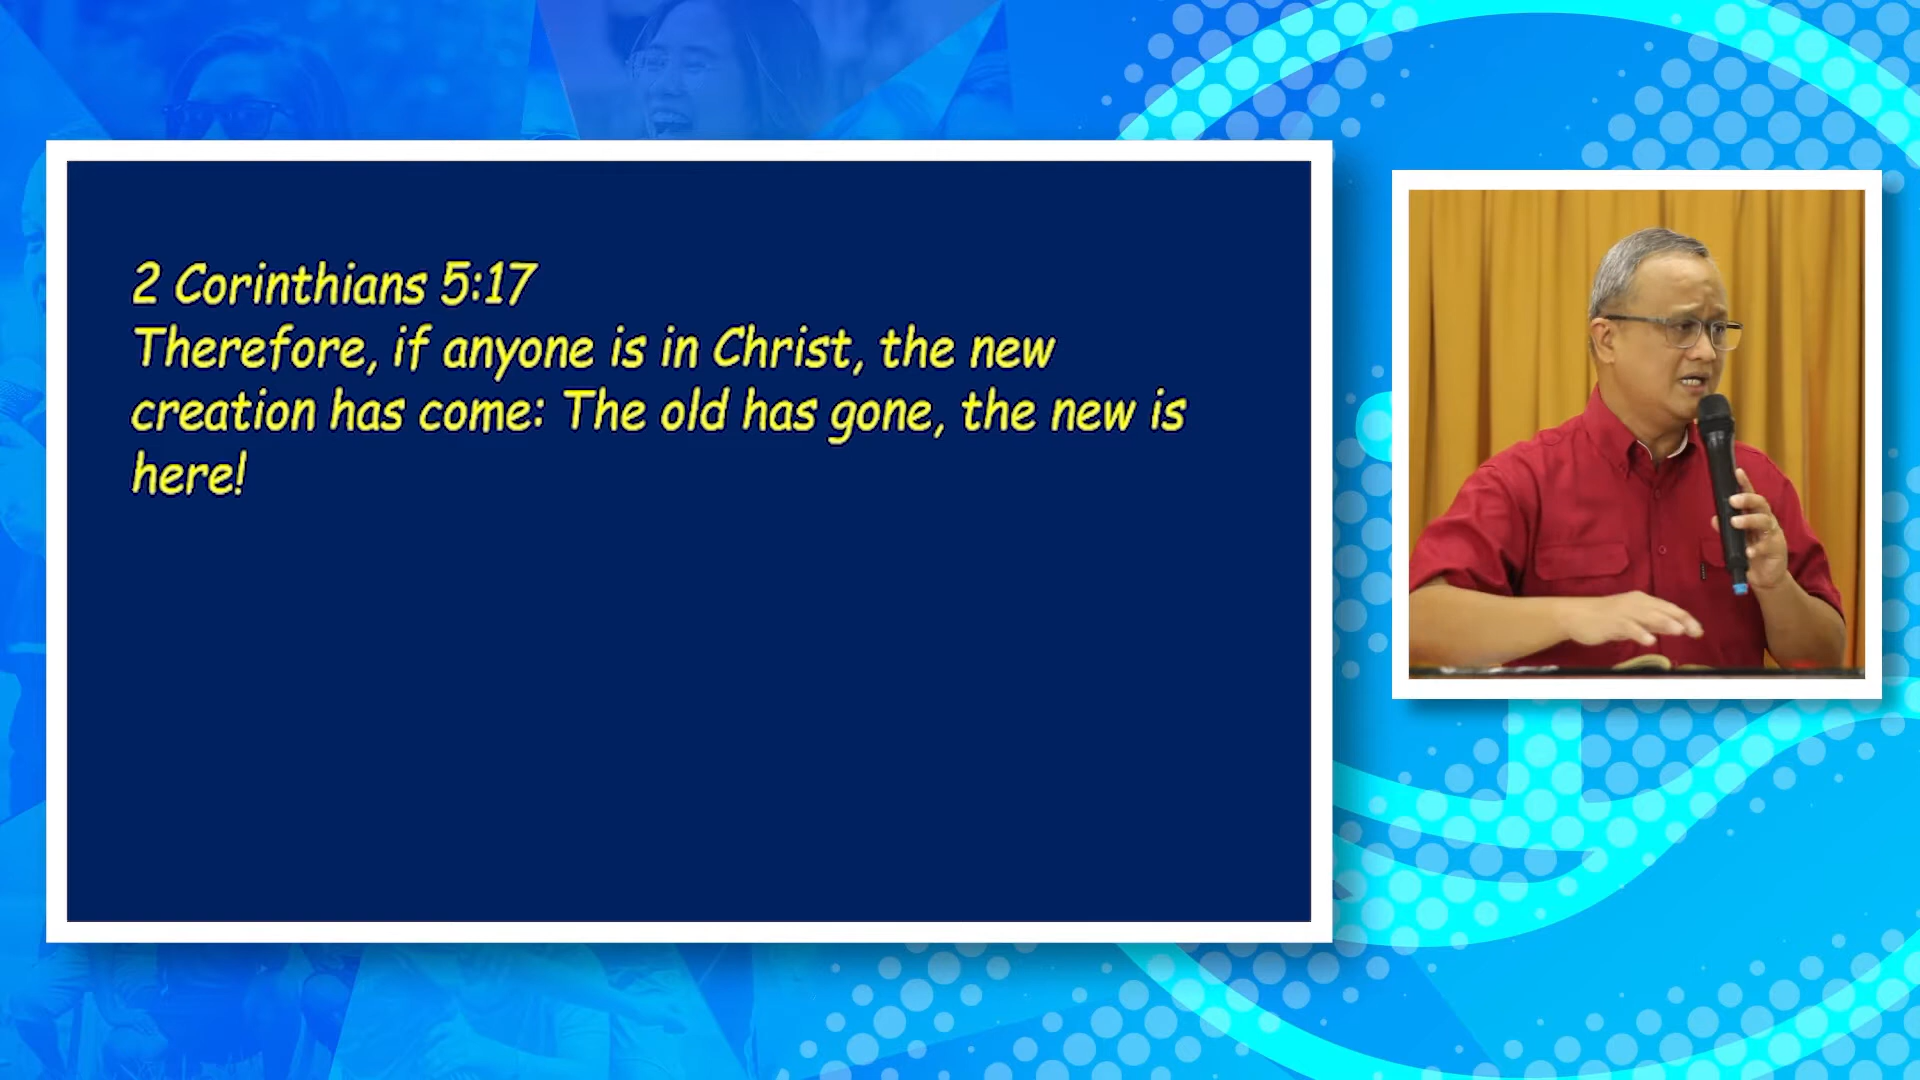 2 Corinthians 5:17
Therefore, if anyone is in Christ, the new
creation has come: The old has gone, the new is
here!